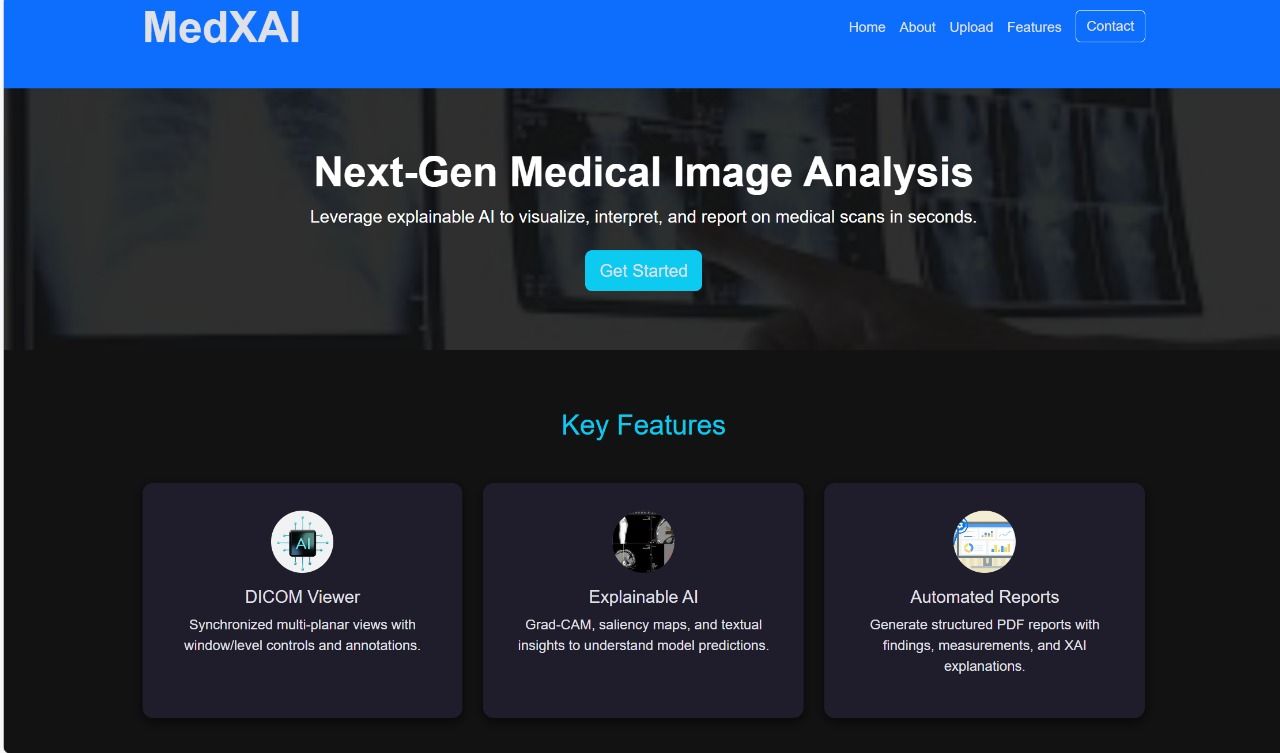 MedXAI
Home About Upload Features Contact
Next-Gen Medical Image Analysis
Leverage explainable AI to visualize, interpret, and report on medical scans in seconds.
Get Started
Key Features
AI
DICOM Viewer
Synchronized multi-planar views with
window/level controls and annotations.
Explainable AI
Grad-CAM, saliency maps, and textual
insights to understand model predictions.
Automated Reports
Generate structured PDF reports with
findings, measurements, and XAI
explanations.